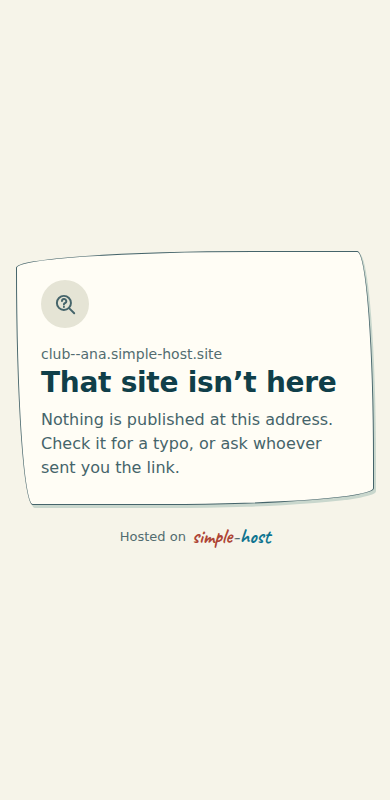 club--ana.simple-host.site
That site isn’t here
Nothing is published at this address.
Check it for a typo, or ask whoever
sent you the link.
Hosted on simple-host